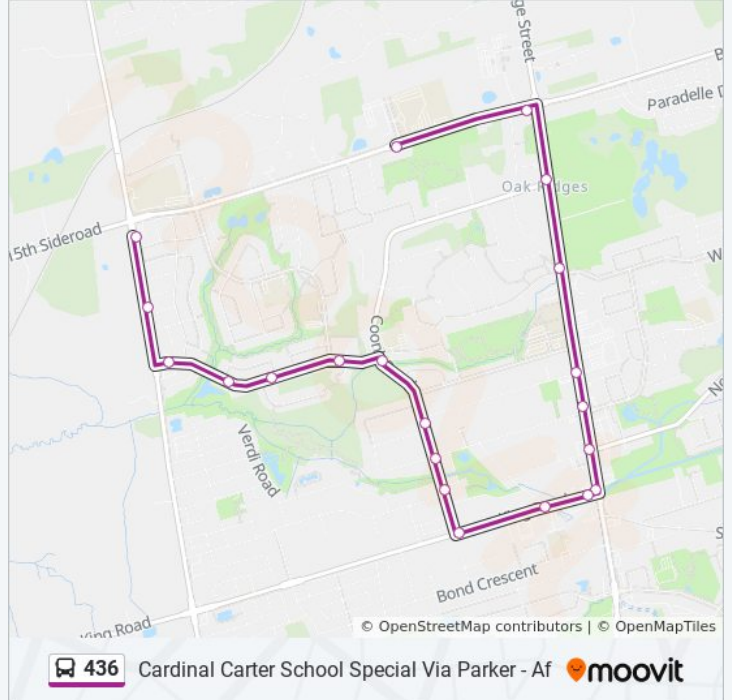 ge Street
Paradelle D
Oak Ridges
15th Sideroad
Coon
Verdi Road
Bond Crescent
King Road
© OpenStreetMap contributors | © OpenMapTiles
436 Cardinal Carter School Special Via Parker - Af moovit